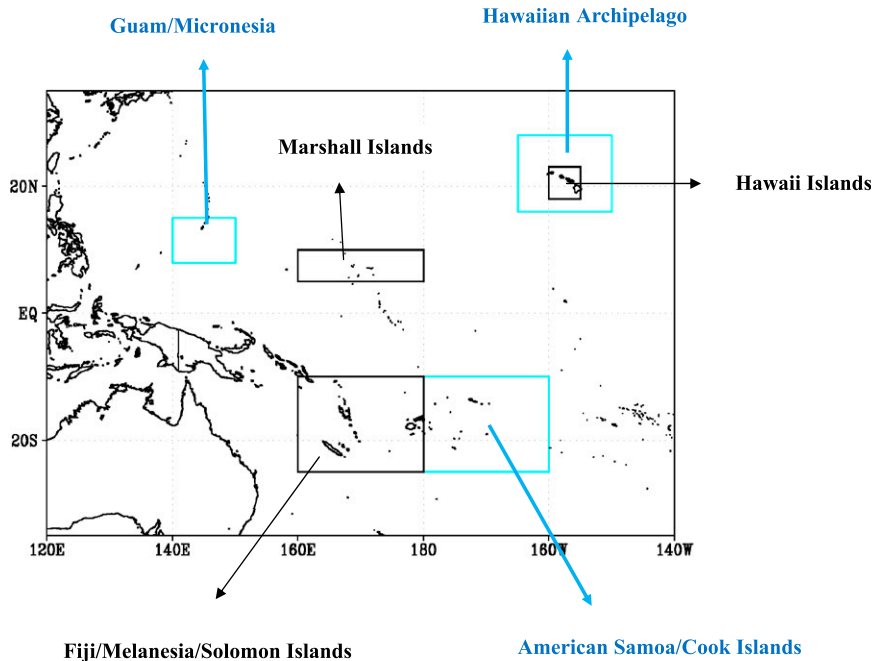 Guam/Micronesia
Hawaiian Archipelago
Marshall Islands
Hawaii Islands
20N
EQ
20S
120E
140E
160E
180
160W
140W
Fiji/Melanesia/Solomon Islands
American Samoa/Cook Islands